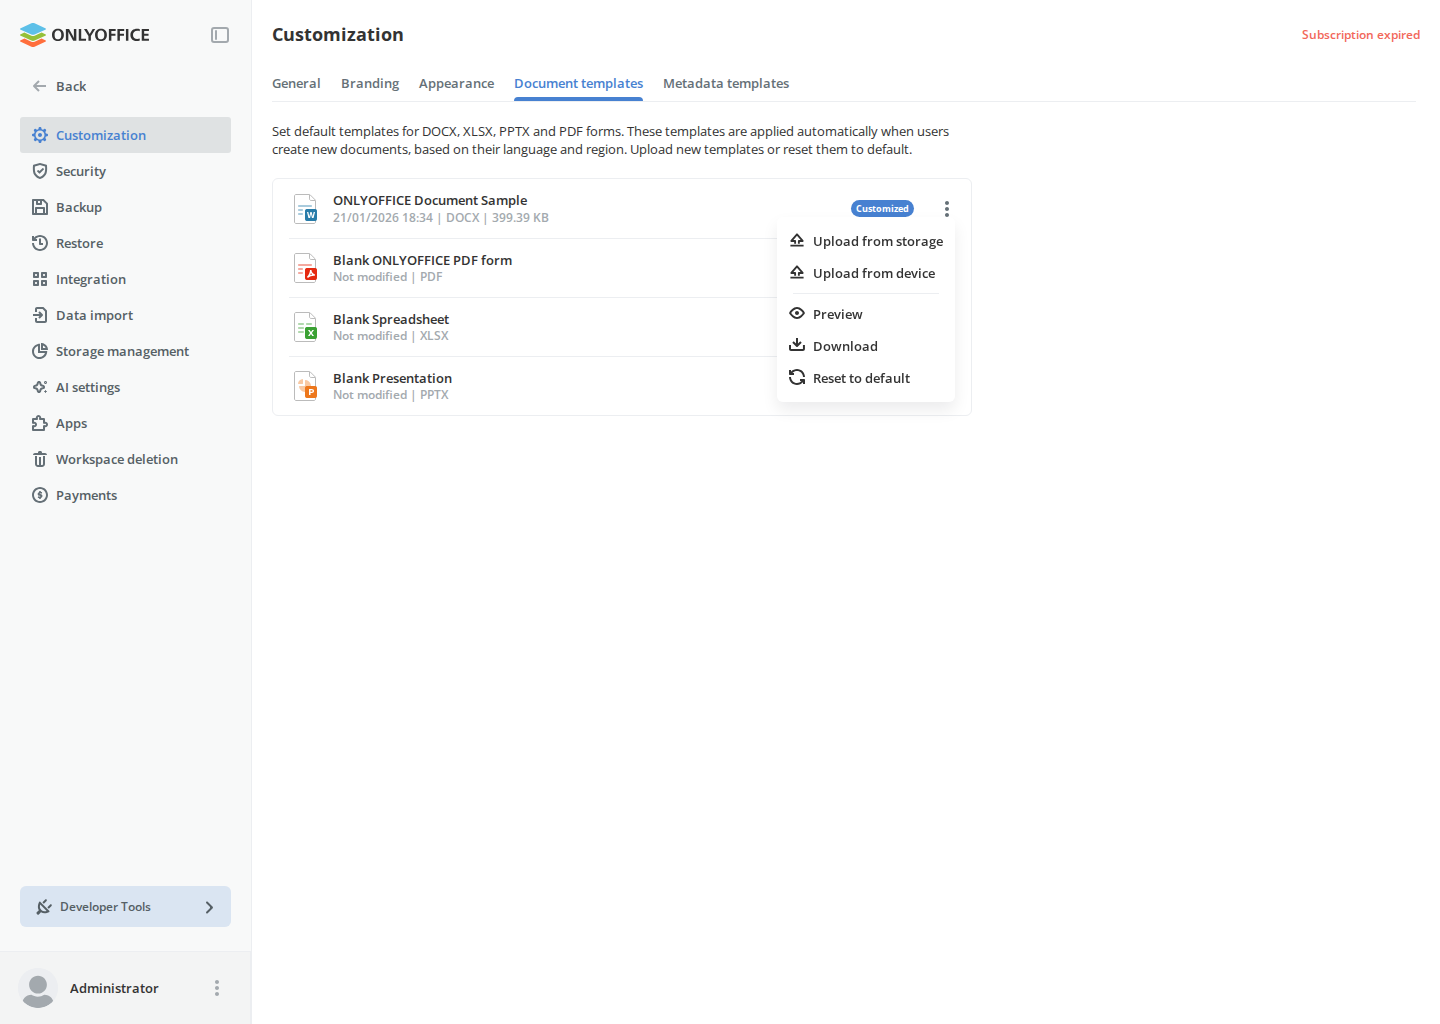 ONLYOFFICE
Back
Customization
Security
Backup
Restore
Integration
Data import
Storage management
AI settings
Apps
Workspace deletion
Payments
Developer Tools
Administrator
Customization
Subscription expired
General Branding Appearance Document templates Metadata templates
Set default templates for DOCX, XLSX, PPTX and PDF forms. These templates are applied automatically when users
create new documents, based on their language and region. Upload new templates or reset them to default.
ONLYOFFICE Document Sample
21/01/2026 18:34 | DOCX | 399.39 KB
Customized
Blank ONLYOFFICE PDF form
Not modified | PDF
Blank Spreadsheet
Not modified | XLSX
Blank Presentation
Not modified | PPTX
Upload from storage
Upload from device
Preview
Download
Reset to default